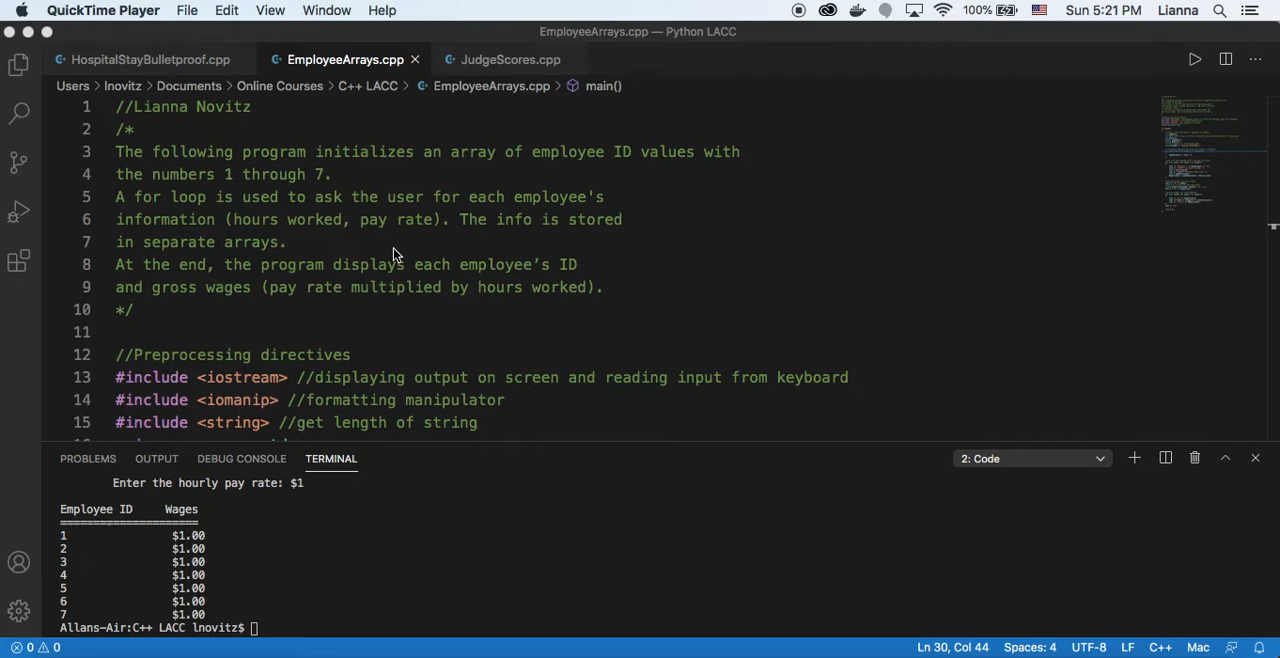 QuickTime Player File Edit View Window Help 100% Sun 5:21 PM Lianna
EmployeeArrays.cpp — Python LACC
HospitalStayBulletproof.cpp EmployeeArrays.cpp JudgeScores.cpp
Users > lnovitz > Documents > Online Courses > C++ LACC > EmployeeArrays.cpp > main()
1 //Lianna Novitz
2 /*
3 The following program initializes an array of employee ID values with
4 the numbers 1 through 7.
5 A for loop is used to ask the user for each employee's
6 information (hours worked, pay rate). The info is stored
7 in separate arrays.
8 At the end, the program displays each employee’s ID
9 and gross wages (pay rate multiplied by hours worked).
10 */
11
12 //Preprocessing directives
13 #include <iostream> //displaying output on screen and reading input from keyboard
14 #include <iomanip> //formatting manipulator
15 #include <string> //get length of string
PROBLEMS OUTPUT DEBUG CONSOLE TERMINAL 2: Code
Enter the hourly pay rate: $1
Employee ID Wages
=====================
1 $1.00
2 $1.00
3 $1.00
4 $1.00
5 $1.00
6 $1.00
7 $1.00
Allans-Air:C++ LACC lnovitz$
0 0 Ln 30, Col 44 Spaces: 4 UTF-8 LF C++ Mac